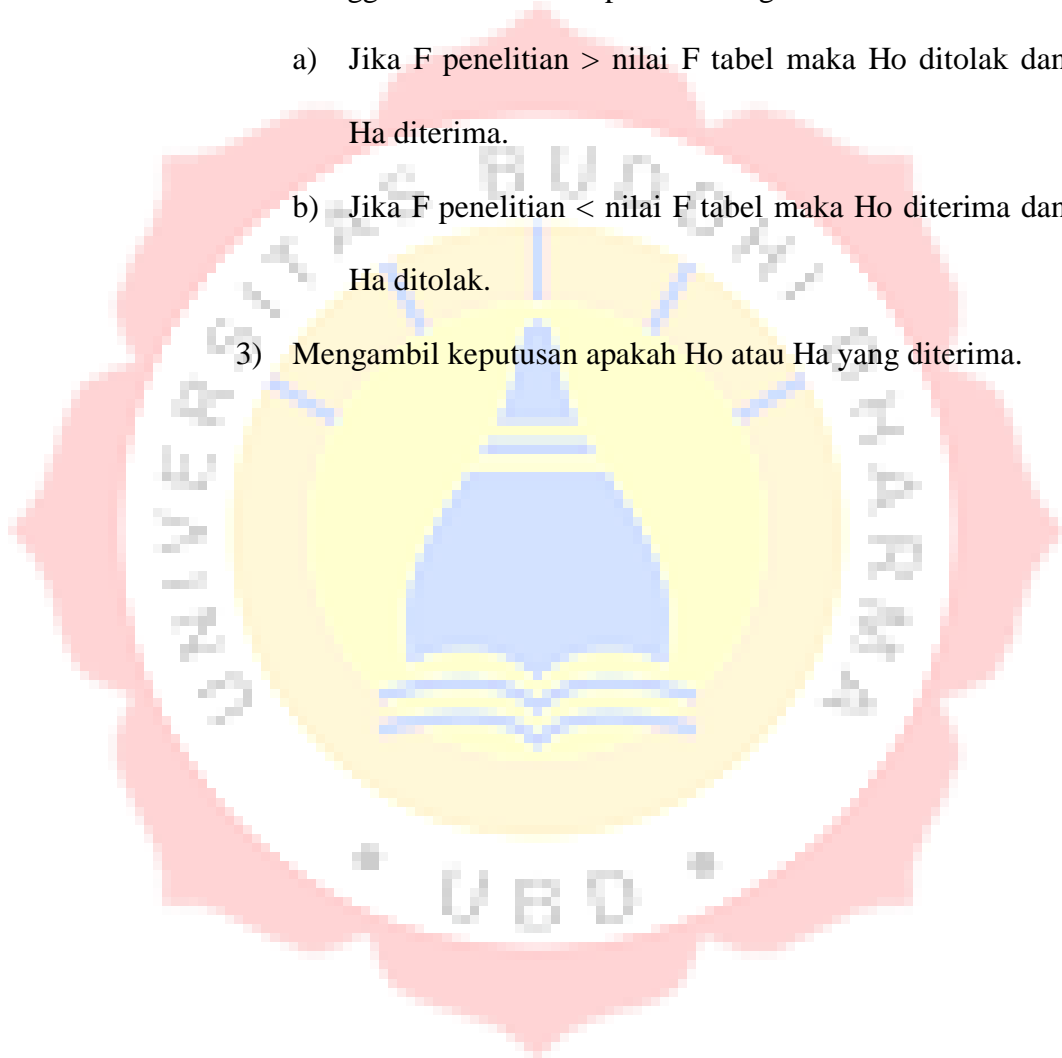 a) Jika F penelitian > nilai F tabel maka Ho ditolak dan
Ha diterima.
b) Jika F penelitian < nilai F tabel maka Ho diterima dan
Ha ditolak.
3) Mengambil keputusan apakah Ho atau Ha yang diterima.
UNIVERSITAS BUDDHI DHARMA
• UBD •